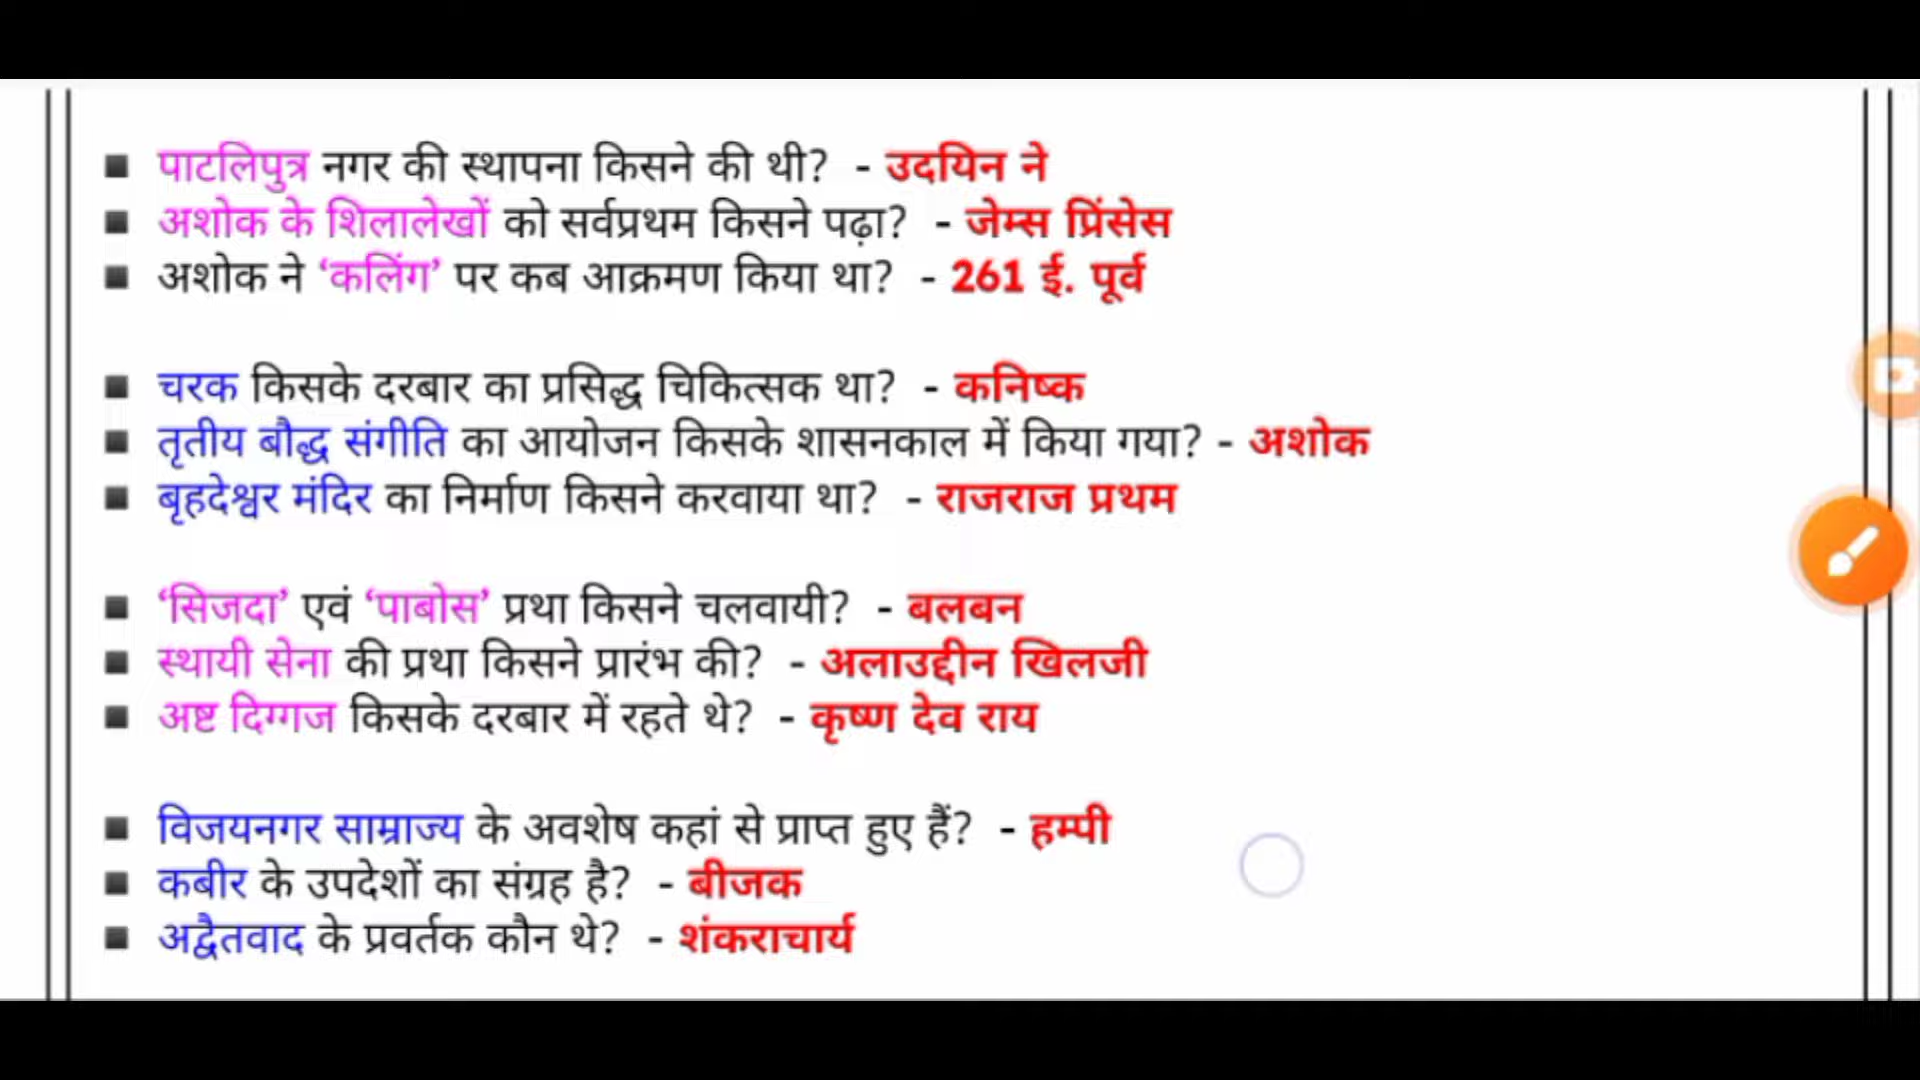 ▪ पाटलिपुत्र नगर की स्थापना किसने की थी? - उदयिन ने
▪ अशोक के शिलालेखों को सर्वप्रथम किसने पढ़ा? - जेम्स प्रिंसेस
▪ अशोक ने ‘कलिंग’ पर कब आक्रमण किया था? - 261 ई. पूर्व
▪ चरक किसके दरबार का प्रसिद्ध चिकित्सक था? - कनिष्क
▪ तृतीय बौद्ध संगीति का आयोजन किसके शासनकाल में किया गया? - अशोक
▪ बृहदेश्वर मंदिर का निर्माण किसने करवाया था? - राजराज प्रथम
▪ ‘सिजदा’ एवं ‘पाबोस’ प्रथा किसने चलवायी? - बलबन
▪ स्थायी सेना की प्रथा किसने प्रारंभ की? - अलाउद्दीन खिलजी
▪ अष्ट दिग्गज किसके दरबार में रहते थे? - कृष्ण देव राय
▪ विजयनगर साम्राज्य के अवशेष कहां से प्राप्त हुए हैं? - हम्पी
▪ कबीर के उपदेशों का संग्रह है? - बीजक
▪ अद्वैतवाद के प्रवर्तक कौन थे? - शंकराचार्य